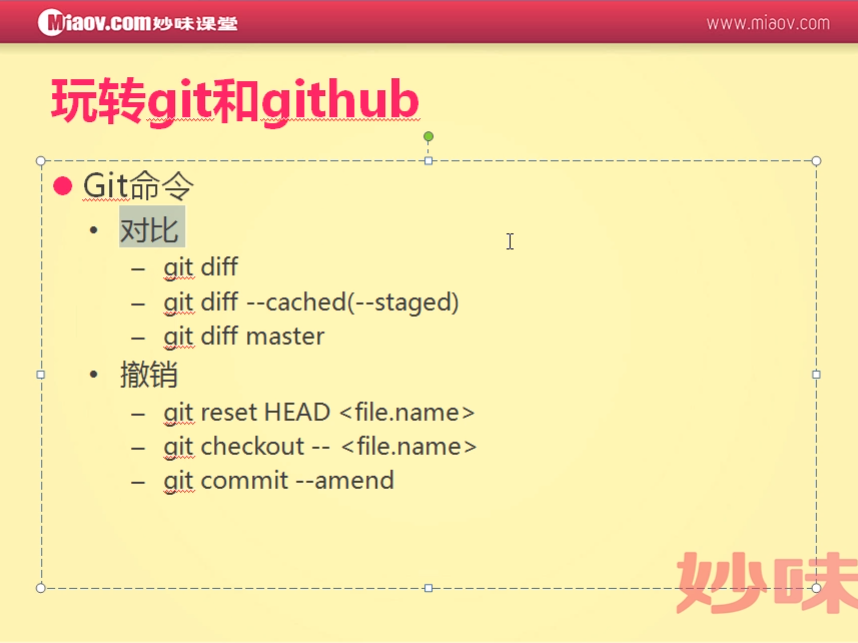 Miaov.com妙味课堂
www.miaov.com
玩转git和github
Git命令
对比
– git diff
– git diff --cached(--staged)
– git diff master
撤销
– git reset HEAD <file.name>
– git checkout -- <file.name>
– git commit --amend
妙味